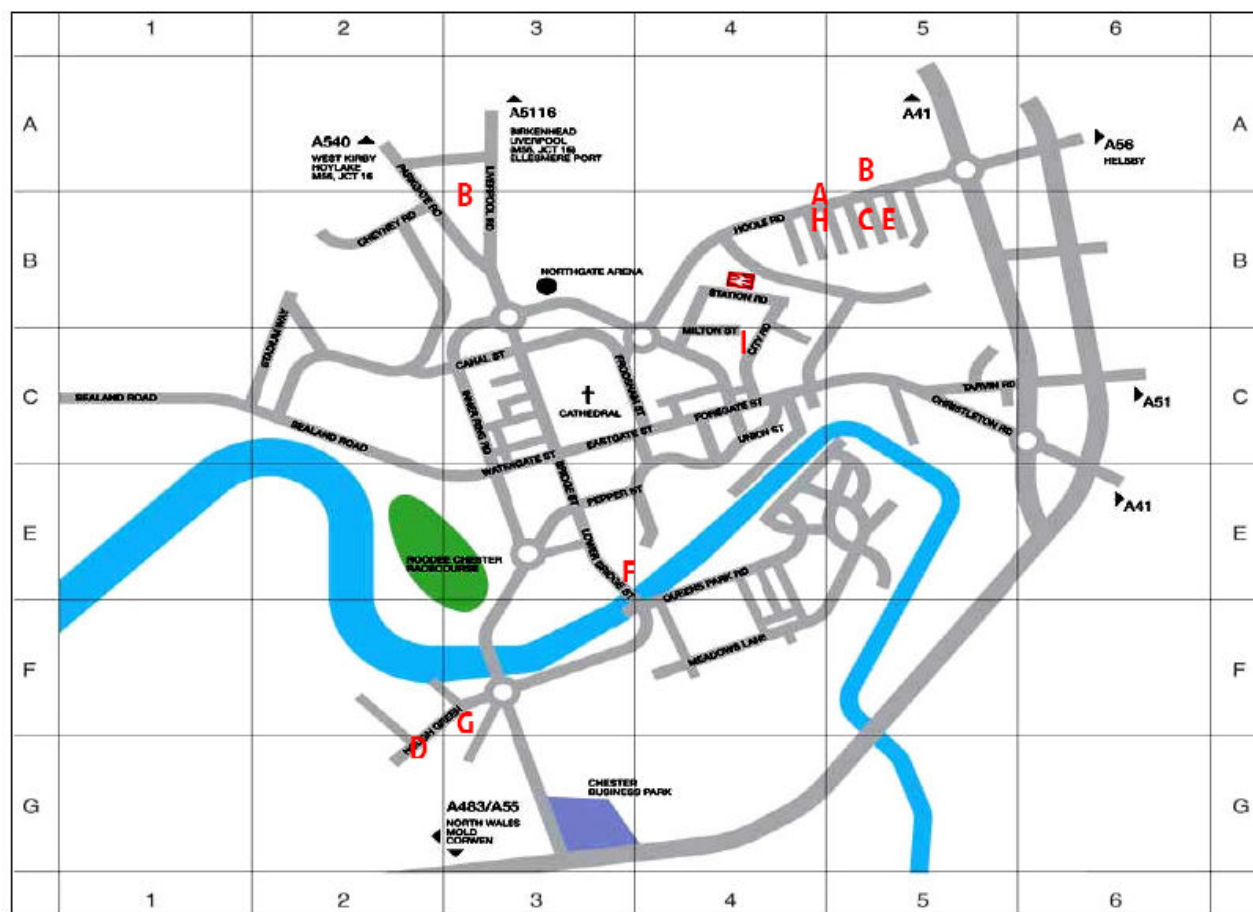 1 2 3 4 5 6
A A
A540
WEST KIRBY
HOYLAKE
M56, JCT 16
A5116
BIRKENHEAD
LIVERPOOL
(M56, JCT 15)
ELLESMERE PORT
A41
A56
HELSBY
PARKGATE RD
LIVERPOOL RD
B
B
A
H
C
E
HOOLE RD
CHEYNEY RD
B B
NORTHGATE ARENA
STATION RD
STADIUM WAY
MILTON ST
I
CITY RD
CANAL ST
FRODSHAM ST
C C
SEALAND ROAD
INNER RING RD
CATHEDRAL
FOREGATE ST
TARVIN RD
CHRISTLETON RD
A51
SEALAND ROAD
EASTGATE ST
UNION ST
WATERGATE ST
BRIDGE ST
PEPPER ST
A41
E E
ROODEE CHESTER
RACECOURSE
LOWER BRIDGE ST
F
QUEENS PARK RD
MEADOWS LANE
F F
G
D
HOUGH GREEN
CHESTER
BUSINESS PARK
G G
A483/A55
NORTH WALES
MOLD
CORWEN
1 2 3 4 5 6